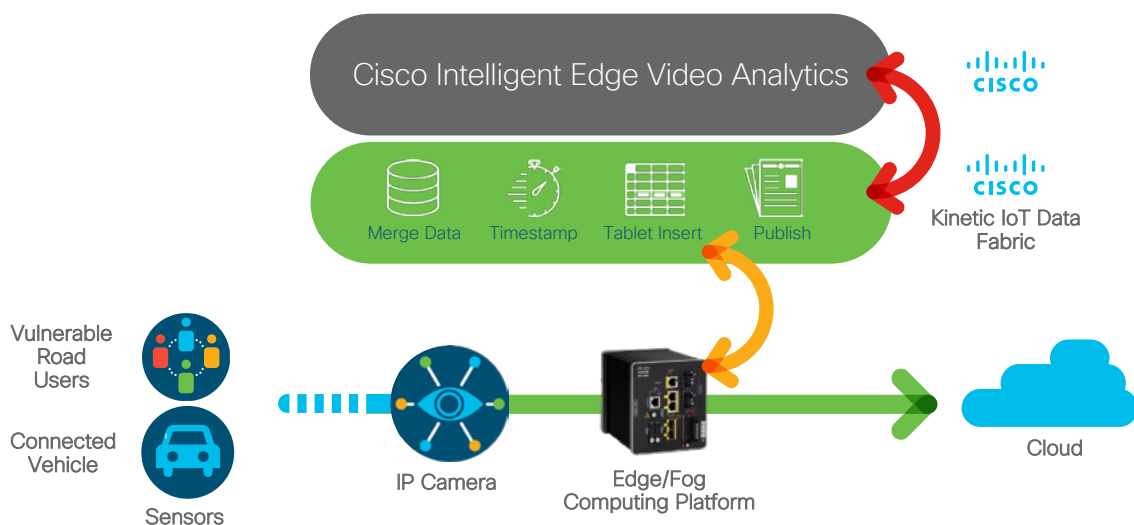 Cisco Intelligent Edge Video Analytics
CISCO
Merge Data
Timestamp
Tablet Insert
Publish
CISCO
Kinetic IoT Data
Fabric
Vulnerable
Road
Users
Connected
Vehicle
Sensors
IP Camera
Edge/Fog
Computing Platform
Cloud